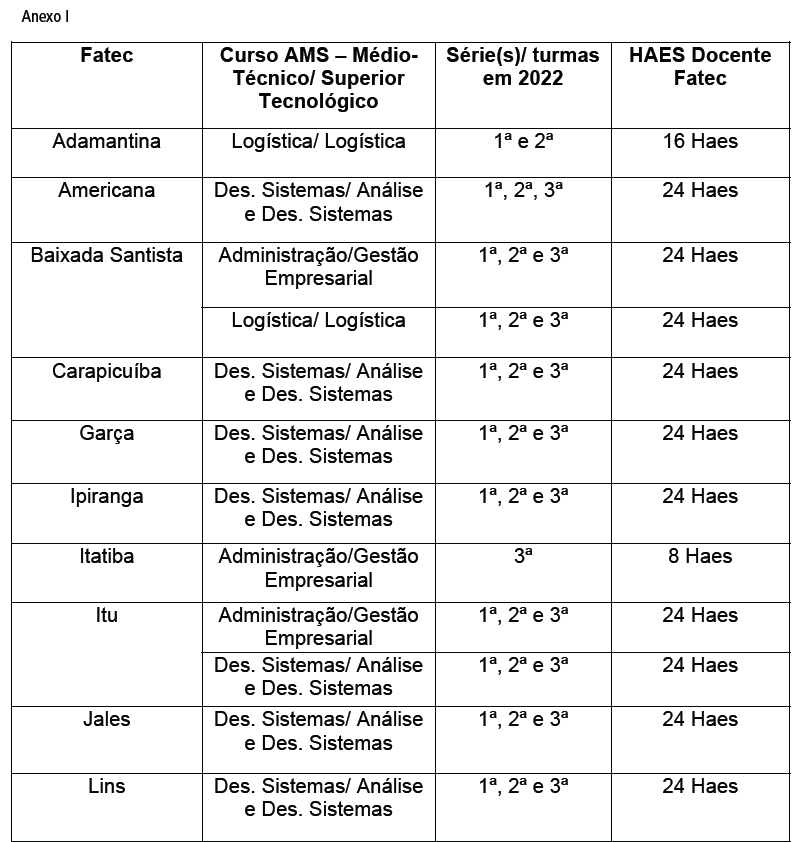 Anexo I
Fatec
Curso AMS – Médio-
Técnico/ Superior
Tecnológico
Série(s)/ turmas
em 2022
HAES Docente
Fatec
Adamantina
Logística/ Logística
1ª e 2ª
16 Haes
Americana
Des. Sistemas/ Análise
e Des. Sistemas
1ª, 2ª, 3ª
24 Haes
Baixada Santista
Administração/Gestão
Empresarial
1ª, 2ª e 3ª
24 Haes
Logística/ Logística
1ª, 2ª e 3ª
24 Haes
Carapicuíba
Des. Sistemas/ Análise
e Des. Sistemas
1ª, 2ª e 3ª
24 Haes
Garça
Des. Sistemas/ Análise
e Des. Sistemas
1ª, 2ª e 3ª
24 Haes
Ipiranga
Des. Sistemas/ Análise
e Des. Sistemas
1ª, 2ª e 3ª
24 Haes
Itatiba
Administração/Gestão
Empresarial
3ª
8 Haes
Itu
Administração/Gestão
Empresarial
1ª, 2ª e 3ª
24 Haes
Des. Sistemas/ Análise
e Des. Sistemas
1ª, 2ª e 3ª
24 Haes
Jales
Des. Sistemas/ Análise
e Des. Sistemas
1ª, 2ª e 3ª
24 Haes
Lins
Des. Sistemas/ Análise
e Des. Sistemas
1ª, 2ª e 3ª
24 Haes